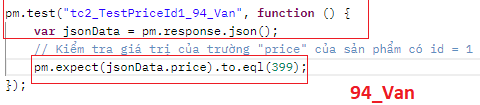 pm.test("tc2_TestPriceId1_94_Van", function () {
var jsonData = pm.response.json();
// Kiểm tra giá trị của trường "price" của sản phẩm có id = 1
pm.expect(jsonData.price).to.eql(399);
});
94_Van